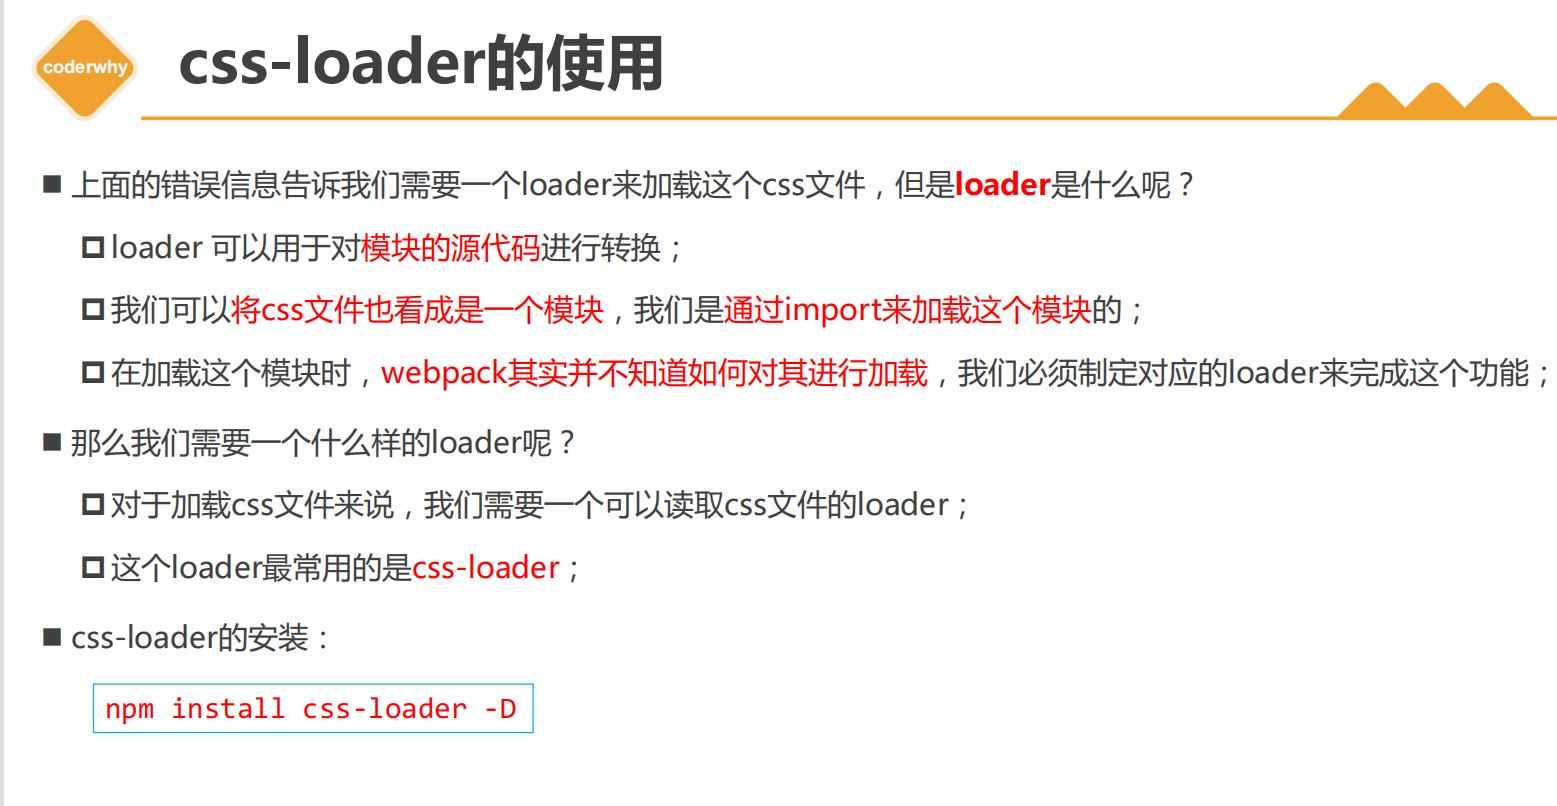 coderwhy
css-loader的使用
上面的错误信息告诉我们需要一个loader来加载这个css文件，但是loader是什么呢？
loader 可以用于对模块的源代码进行转换；
我们可以将css文件也看成是一个模块，我们是通过import来加载这个模块的；
在加载这个模块时，webpack其实并不知道如何对其进行加载，我们必须制定对应的loader来完成这个功能；
那么我们需要一个什么样的loader呢？
对于加载css文件来说，我们需要一个可以读取css文件的loader；
这个loader最常用的是css-loader；
css-loader的安装：
npm install css-loader -D